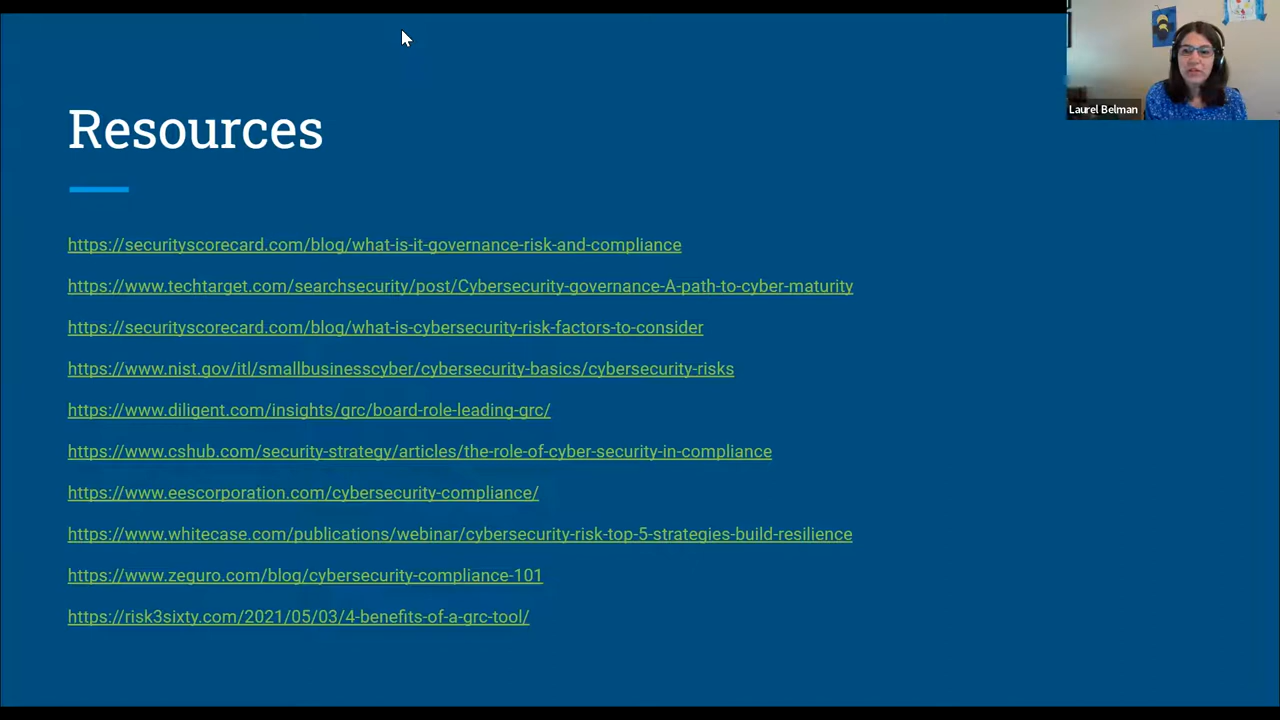 Resources
Laurel Belman
https://securityscorecard.com/blog/what-is-it-governance-risk-and-compliance
https://www.techtarget.com/searchsecurity/post/Cybersecurity-governance-A-path-to-cyber-maturity
https://securityscorecard.com/blog/what-is-cybersecurity-risk-factors-to-consider
https://www.nist.gov/itl/smallbusinesscyber/cybersecurity-basics/cybersecurity-risks
https://www.diligent.com/insights/grc/board-role-leading-grc/
https://www.cshub.com/security-strategy/articles/the-role-of-cyber-security-in-compliance
https://www.eescorporation.com/cybersecurity-compliance/
https://www.whitecase.com/publications/webinar/cybersecurity-risk-top-5-strategies-build-resilience
https://www.zeguro.com/blog/cybersecurity-compliance-101
https://risk3sixty.com/2021/05/03/4-benefits-of-a-grc-tool/